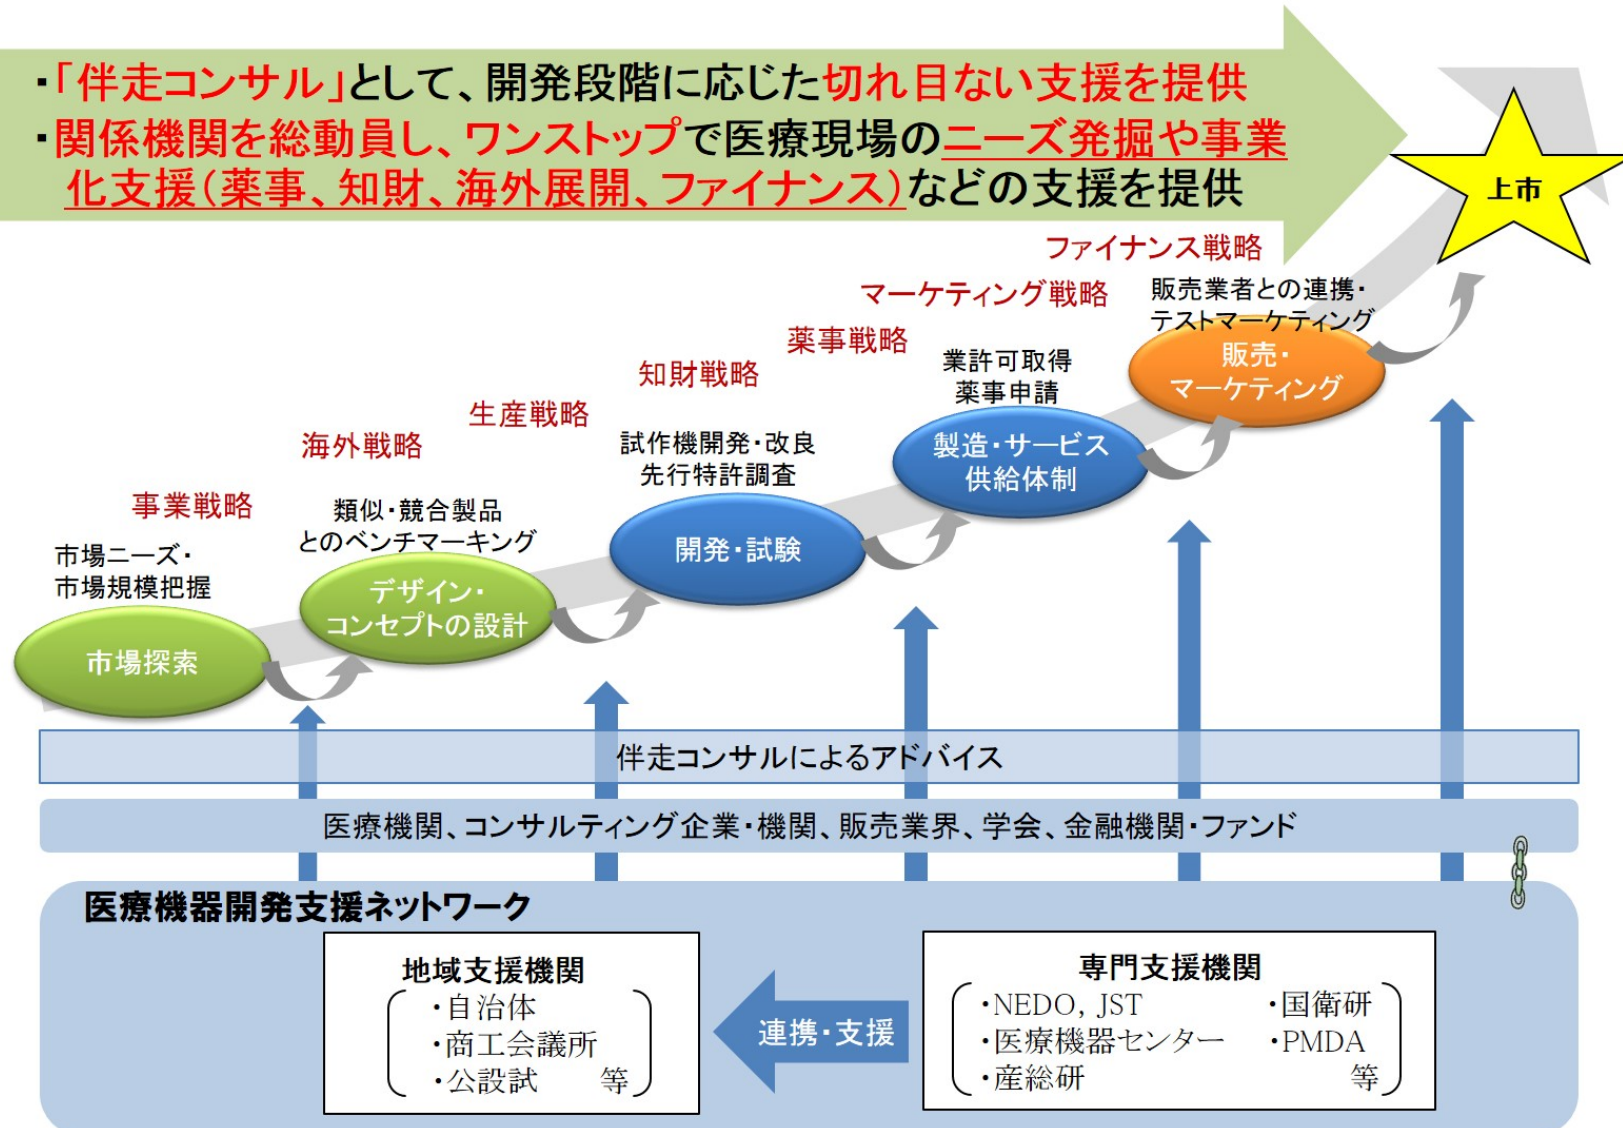 ・「伴走コンサル」として、開発段階に応じた切れ目ない支援を提供
・関係機関を総動員し、ワンストップで医療現場のニーズ発掘や事業
化支援(薬事、知財、海外展開、ファイナンス)などの支援を提供
上市
ファイナンス戦略
マーケティング戦略
薬事戦略
知財戦略
生産戦略
海外戦略
事業戦略
市場ニーズ・
市場規模把握
市場探索
類似・競合製品
とのベンチマーキング
デザイン・
コンセプトの設計
試作機開発・改良
先行特許調査
開発・試験
業許可取得
薬事申請
製造・サービス
供給体制
販売業者との連携・
テストマーケティング
販売・
マーケティング
伴走コンサルによるアドバイス
医療機関、コンサルティング企業・機関、販売業界、学会、金融機関・ファンド
医療機器開発支援ネットワーク
地域支援機関
・自治体
・商工会議所
・公設試 等
連携・支援
専門支援機関
・NEDO, JST ・国衛研
・医療機器センター ・PMDA
・産総研 等